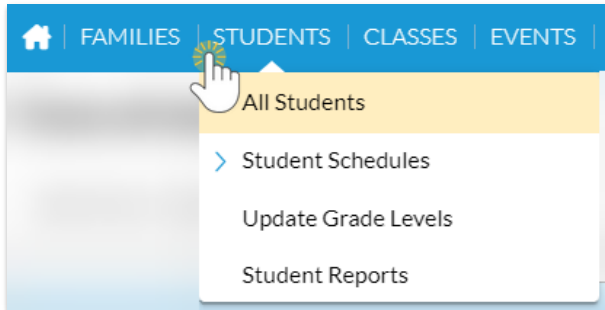 FAMILIES | STUDENTS | CLASSES | EVENTS |
All Students
Student Schedules
Update Grade Levels
Student Reports